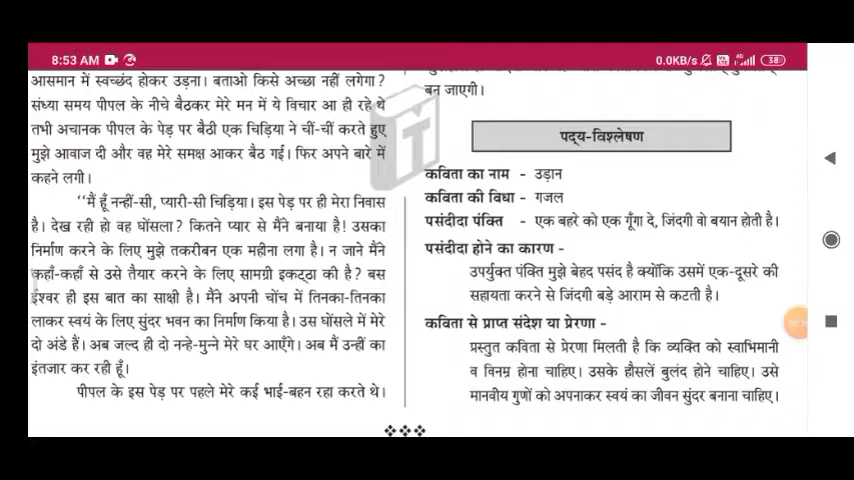 8:53 AM
0.0KB/s
4G
38
आसमान में स्वच्छंद होकर उड़ना। बताओ किसे अच्छा नहीं लगेगा?
संध्या समय पीपल के नीचे बैठकर मेरे मन में ये विचार आ ही रहे थे
तभी अचानक पीपल के पेड़ पर बैठी एक चिड़िया ने चीं-चीं करते हुए
मुझे आवाज दी और वह मेरे समक्ष आकर बैठ गई। फिर अपने बारे में
कहने लगी।
‘‘मैं हूँ नन्हीं-सी, प्यारी-सी चिड़िया। इस पेड़ पर ही मेरा निवास
है। देख रही हो वह घोंसला? कितने प्यार से मैंने बनाया है! उसका
निर्माण करने के लिए मुझे तकरीबन एक महीना लगा है। न जाने मैंने
कहाँ-कहाँ से उसे तैयार करने के लिए सामग्री इकट्ठा की है? बस
ईश्वर ही इस बात का साक्षी है। मैंने अपनी चोंच में तिनका-तिनका
लाकर स्वयं के लिए सुंदर भवन का निर्माण किया है। उस घोंसले में मेरे
दो अंडे हैं। अब जल्द ही दो नन्हे-मुन्ने मेरे घर आएँगे। अब मैं उन्हीं का
इंतजार कर रही हूँ।
पीपल के इस पेड़ पर पहले मेरे कई भाई-बहन रहा करते थे।
बन जाएगी।
पद्य-विश्लेषण
कविता का नाम - उड़ान
कविता की विधा - गजल
पसंदीदा पंक्ति - एक बहरे को एक गूँगा दे, जिंदगी वो बयान होती है।
पसंदीदा होने का कारण -
उपर्युक्त पंक्ति मुझे बेहद पसंद है क्योंकि उसमें एक-दूसरे की
सहायता करने से जिंदगी बड़े आराम से कटती है।
कविता से प्राप्त संदेश या प्रेरणा -
प्रस्तुत कविता से प्रेरणा मिलती है कि व्यक्ति को स्वाभिमानी
व विनम्र होना चाहिए। उसके हौसलें बुलंद होने चाहिए। उसे
मानवीय गुणों को अपनाकर स्वयं का जीवन सुंदर बनाना चाहिए।